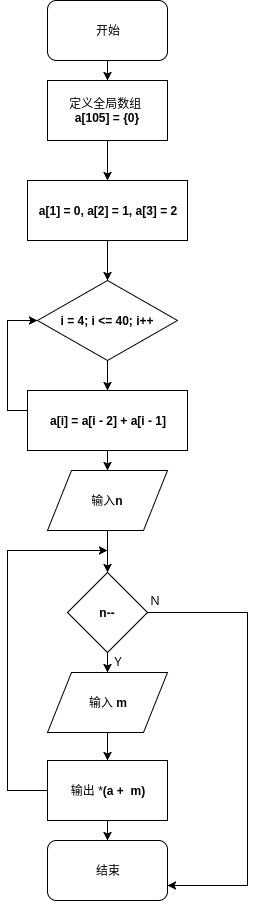 开始
定义全局数组
a[105] = {0}
a[1] = 0, a[2] = 1, a[3] = 2
i = 4; i <= 40; i++
a[i] = a[i - 2] + a[i - 1]
输入n
n--
N
Y
输入 m
输出 *(a + m)
结束